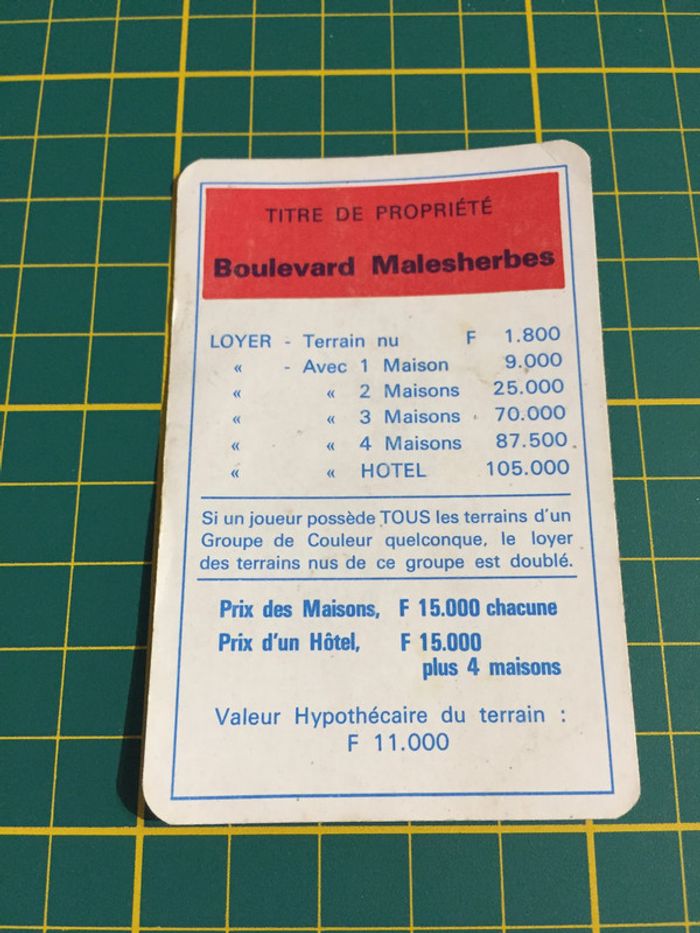 TITRE DE PROPRIÉTÉ
Boulevard Malesherbes
LOYER - Terrain nu F 1.800
« - Avec 1 Maison 9.000
« « 2 Maisons 25.000
« « 3 Maisons 70.000
« « 4 Maisons 87.500
« « HOTEL 105.000
Si un joueur possède TOUS les terrains d'un
Groupe de Couleur quelconque, le loyer
des terrains nus de ce groupe est doublé.
Prix des Maisons, F 15.000 chacune
Prix d'un Hôtel, F 15.000
plus 4 maisons
Valeur Hypothécaire du terrain :
F 11.000